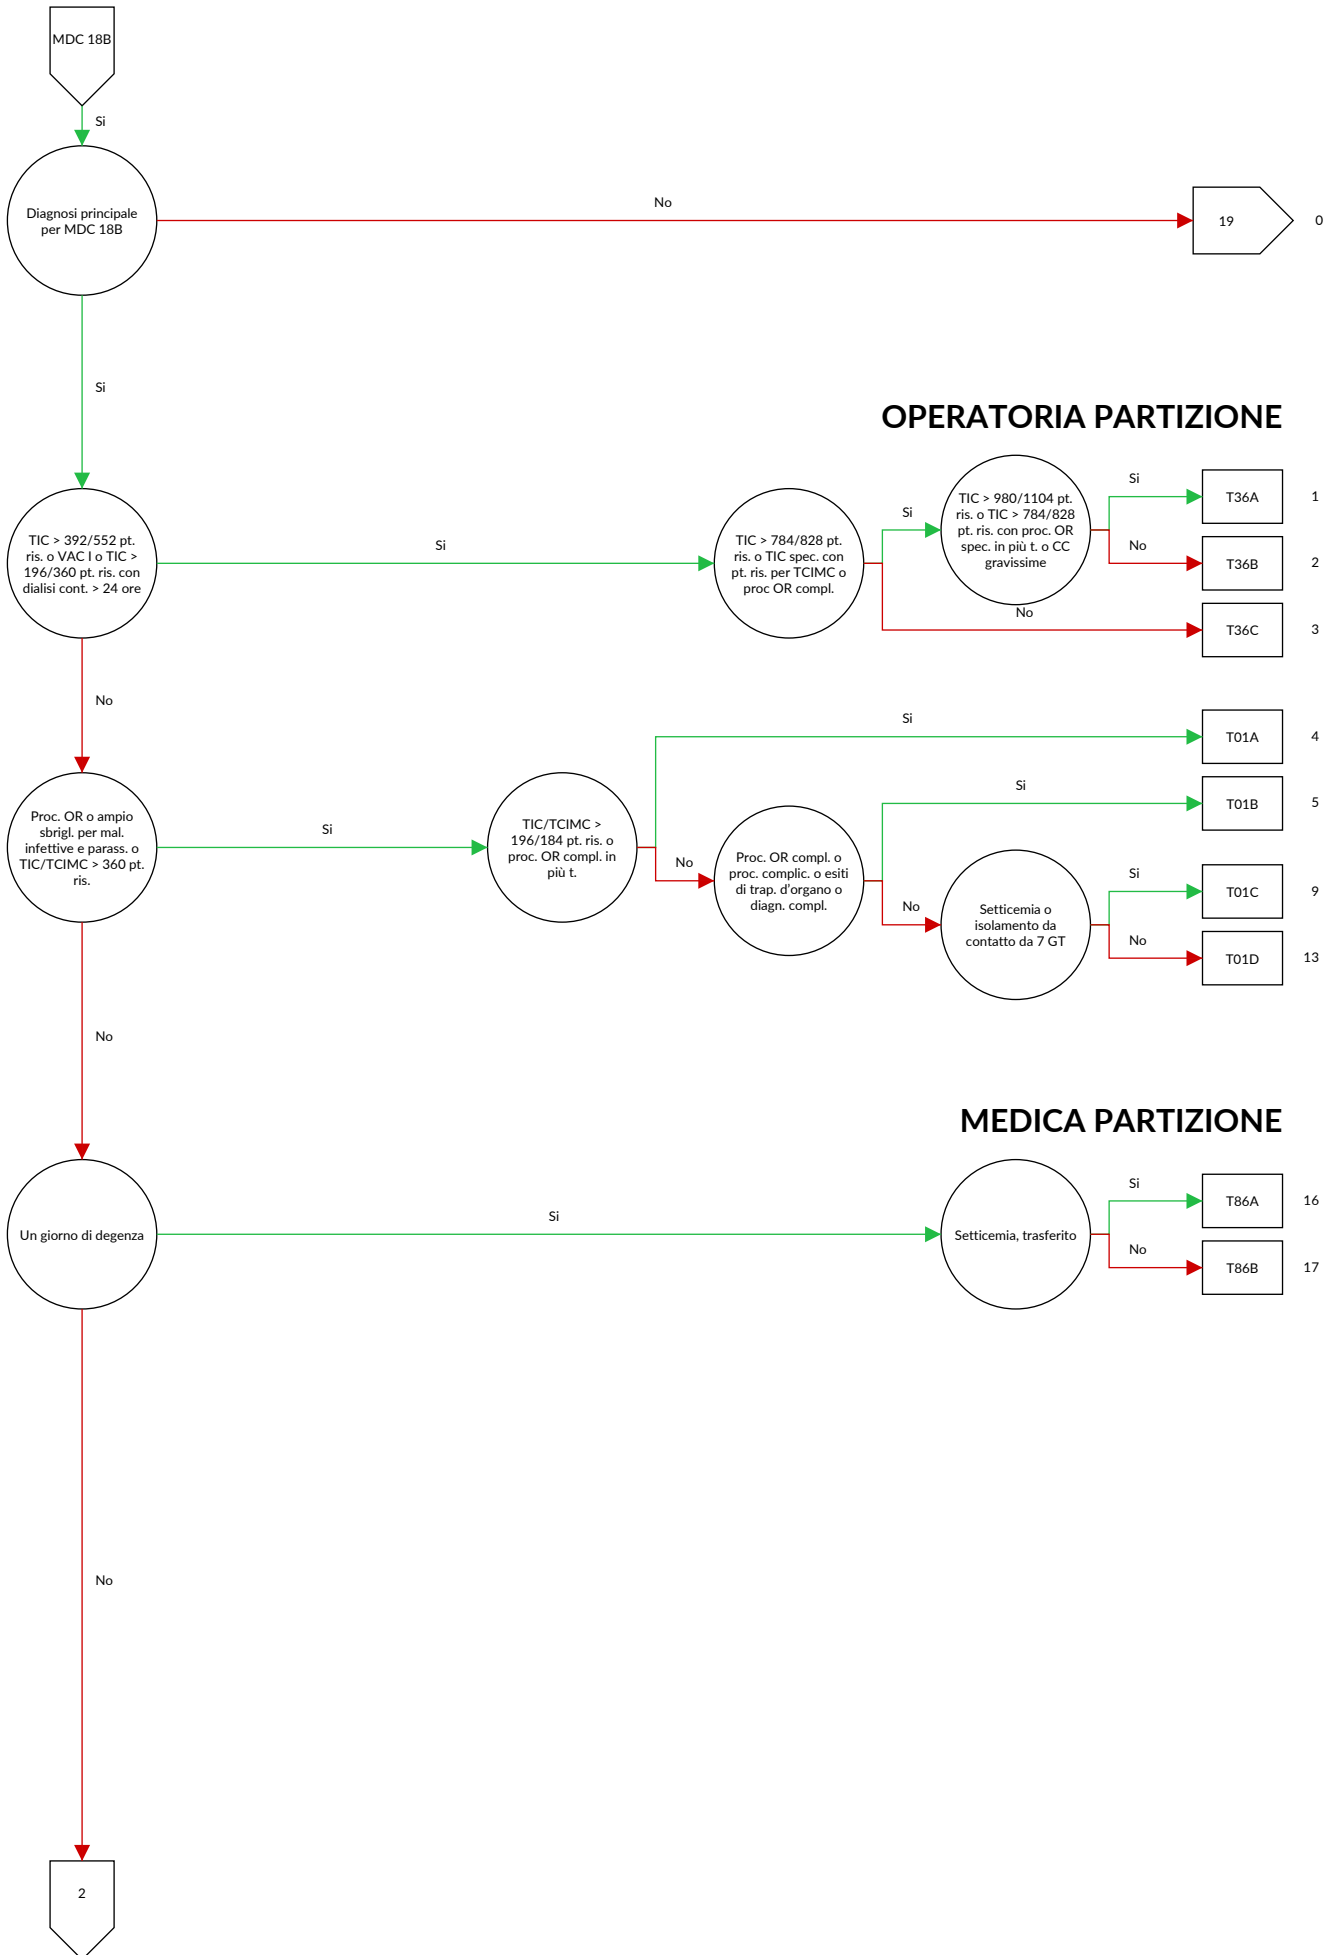 MDC 18B
Si
Diagnosi principale
per MDC 18B
No
19
0
Si
OPERATORIA PARTIZIONE
TIC > 392/552 pt.
ris. o VAC I o TIC >
196/360 pt. ris. con
dialisi cont. > 24 ore
Si
TIC > 784/828 pt.
ris. o TIC spec. con
pt. ris. per TCIMC o
proc OR compl.
Si
TIC > 980/1104 pt.
ris. o TIC > 784/828
pt. ris. con proc. OR
spec. in più t. o CC
gravissime
Si
T36A
1
No
T36B
2
No
T36C
3
No
Proc. OR o ampio
sbrigl. per mal.
infettive e parass. o
TIC/TCIMC > 360 pt.
ris.
Si
TIC/TCIMC >
196/184 pt. ris. o
proc. OR compl. in
più t.
Si
T01A
4
No
Proc. OR compl. o
proc. complic. o esiti
di trap. d'organo o
diagn. compl.
Si
T01B
5
No
Setticemia o
isolamento da
contatto da 7 GT
Si
T01C
9
No
T01D
13
No
MEDICA PARTIZIONE
Un giorno di degenza
Si
Setticemia, trasferito
Si
T86A
16
No
T86B
17
No
2